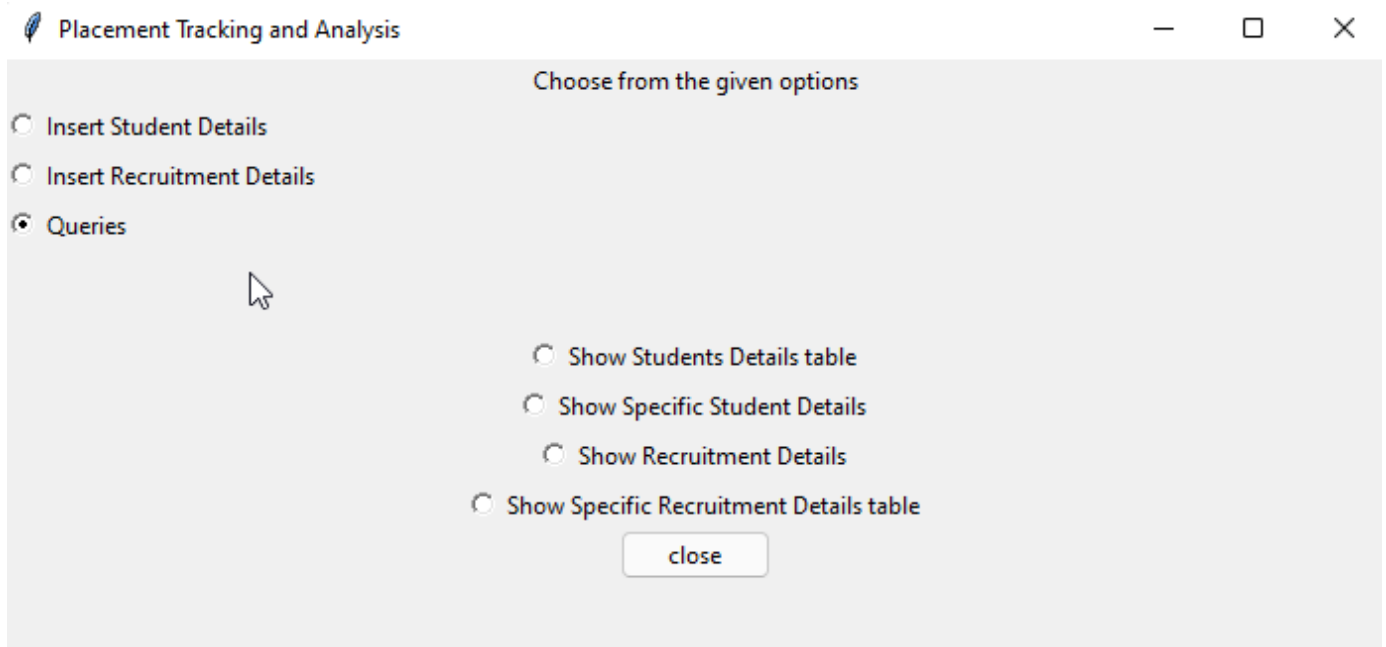 Placement Tracking and Analysis
Choose from the given options
Insert Student Details
Insert Recruitment Details
Queries
Show Students Details table
Show Specific Student Details
Show Recruitment Details
Show Specific Recruitment Details table
close